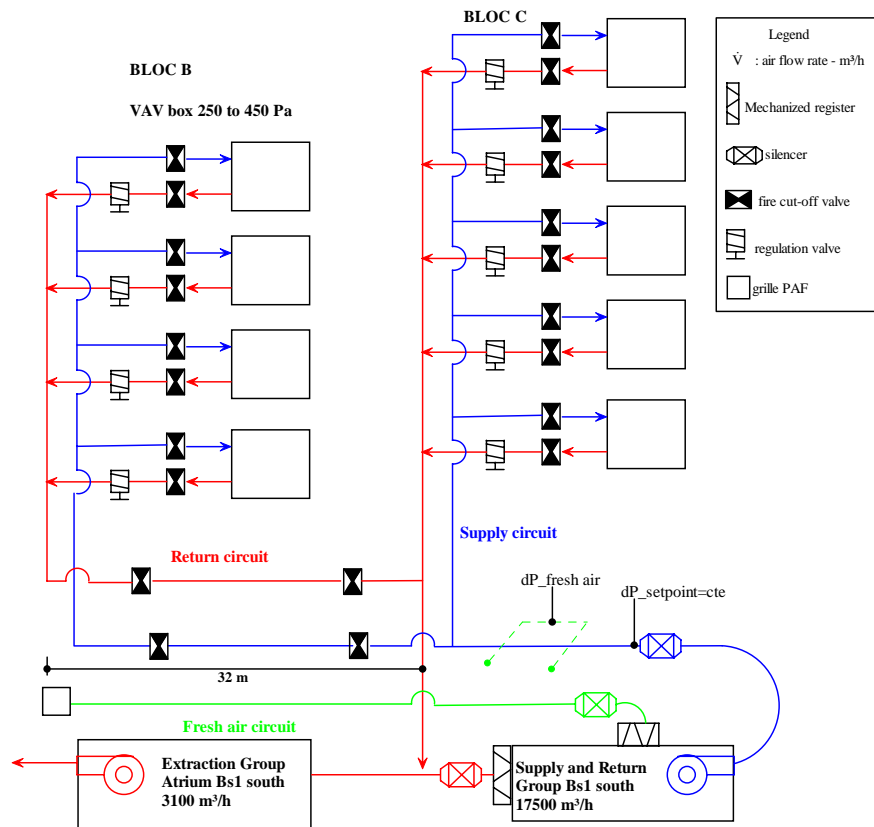 BLOC C
BLOC B
VAV box 250 to 450 Pa
Legend
V̇ : air flow rate - m³/h
Mechanized register
silencer
fire cut-off valve
regulation valve
grille PAF
Return circuit
Supply circuit
dP_fresh air
dP_setpoint=cte
32 m
Fresh air circuit
Extraction Group
Atrium Bs1 south
3100 m³/h
Supply and Return
Group Bs1 south
17500 m³/h